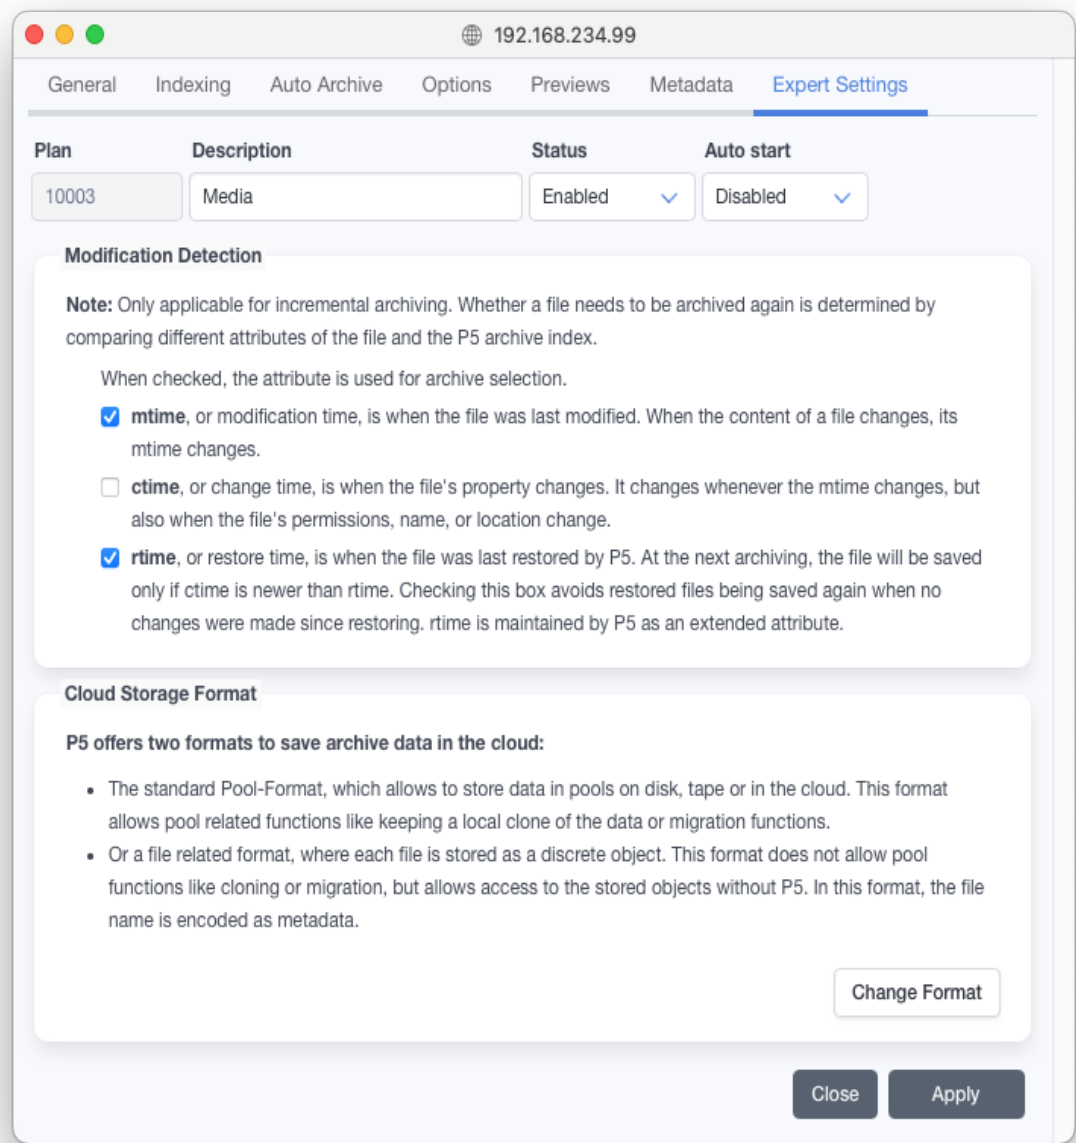 192.168.234.99
General Indexing Auto Archive Options Previews Metadata Expert Settings
Plan Description Status Auto start
10003 Media Enabled Disabled
Modification Detection
Note: Only applicable for incremental archiving. Whether a file needs to be archived again is determined by
comparing different attributes of the file and the P5 archive index.
When checked, the attribute is used for archive selection.
mtime, or modification time, is when the file was last modified. When the content of a file changes, its
mtime changes.
ctime, or change time, is when the file's property changes. It changes whenever the mtime changes, but
also when the file's permissions, name, or location change.
rtime, or restore time, is when the file was last restored by P5. At the next archiving, the file will be saved
only if ctime is newer than rtime. Checking this box avoids restored files being saved again when no
changes were made since restoring. rtime is maintained by P5 as an extended attribute.
Cloud Storage Format
P5 offers two formats to save archive data in the cloud:
• The standard Pool-Format, which allows to store data in pools on disk, tape or in the cloud. This format
allows pool related functions like keeping a local clone of the data or migration functions.
• Or a file related format, where each file is stored as a discrete object. This format does not allow pool
functions like cloning or migration, but allows access to the stored objects without P5. In this format, the file
name is encoded as metadata.
Change Format
Close Apply